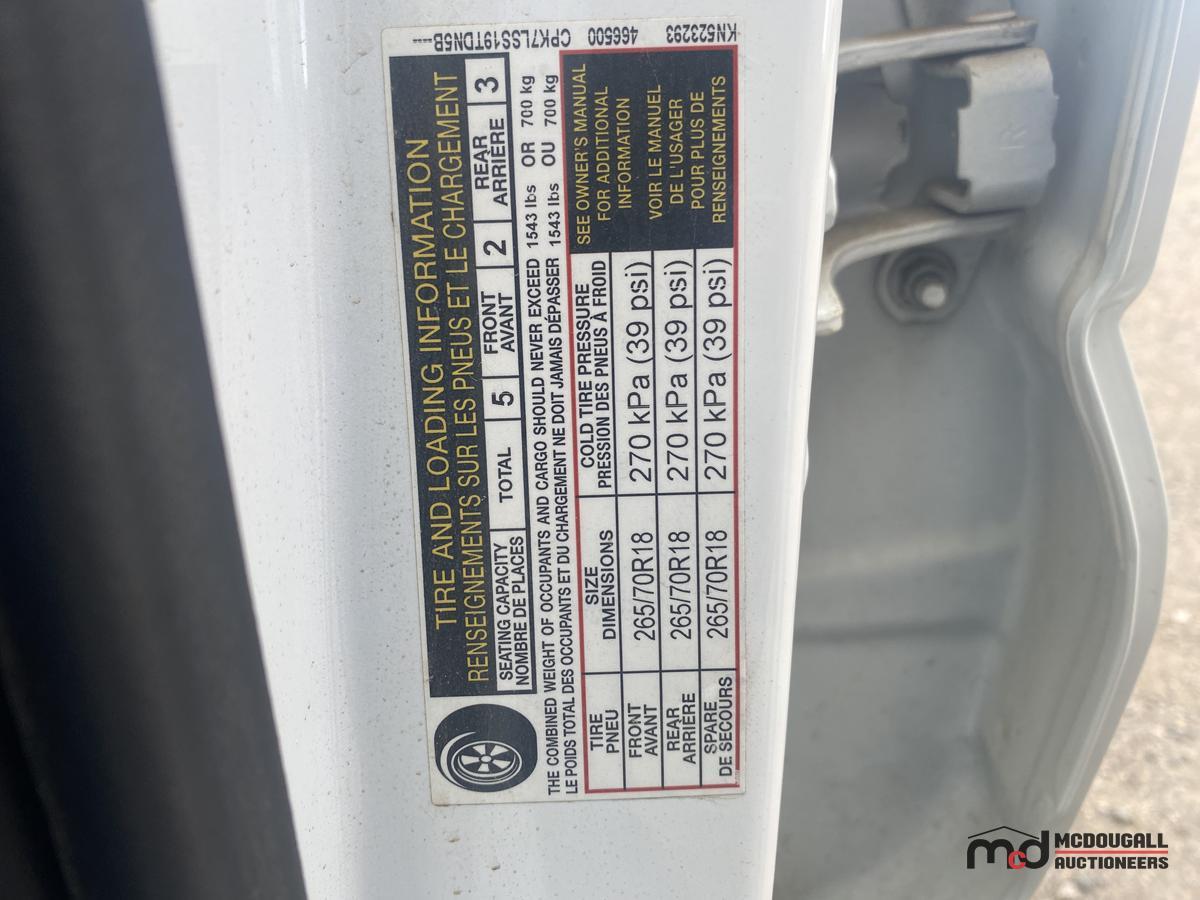 TIRE AND LOADING INFORMATION
RENSEIGNEMENTS SUR LES PNEUS ET LE CHARGEMENT
SEATING CAPACITY
NOMBRE DE PLACES
TOTAL 5
FRONT
AVANT
2
REAR
ARRIÈRE
3
THE COMBINED WEIGHT OF OCCUPANTS AND CARGO SHOULD NEVER EXCEED 1543 lbs OR 700 kg
LE POIDS TOTAL DES OCCUPANTS ET DU CHARGEMENT NE DOIT JAMAIS DÉPASSER 1543 lbs OU 700 kg
TIRE
PNEU
SIZE
DIMENSIONS
COLD TIRE PRESSURE
PRESSION DES PNEUS À FROID
FRONT
AVANT
265/70R18
270 kPa (39 psi)
REAR
ARRIÈRE
265/70R18
270 kPa (39 psi)
SPARE
DE SECOURS
265/70R18
270 kPa (39 psi)
SEE OWNER'S MANUAL
FOR ADDITIONAL
INFORMATION
VOIR LE MANUEL
DE L'USAGER
POUR PLUS DE
RENSEIGNEMENTS
KN523293 466500 CPK7LSS19TDN5B----
R
mcd
MCDOUGALL
AUCTIONEERS